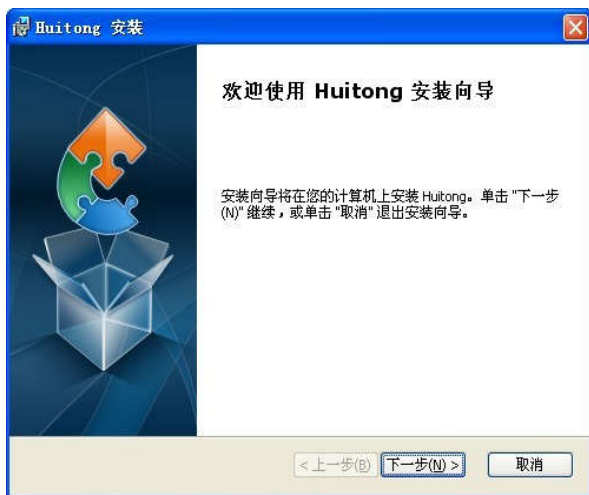 Huitong 安装
欢迎使用 Huitong 安装向导
安装向导将在您的计算机上安装 Huitong。单击 "下一步
(N)" 继续，或单击 "取消" 退出安装向导。
< 上一步(B) 下一步(N) > 取消